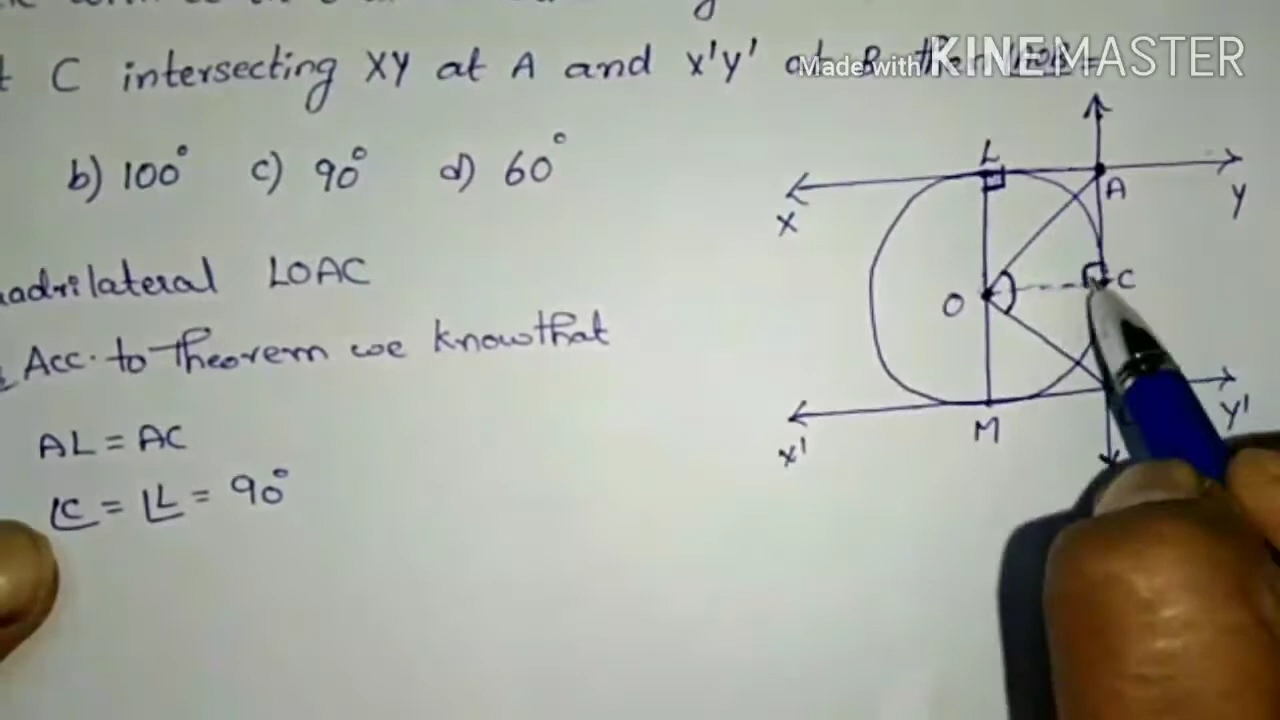 C intersecting XY at A and x'y' at B then
Made with KINEMASTER
b) 100° c) 90° d) 60°
L
A
X
Y
LOAC
O
C
Acc. to Theorem we know that
X'
M
Y'
AL = AC
∠C = ∠L = 90°